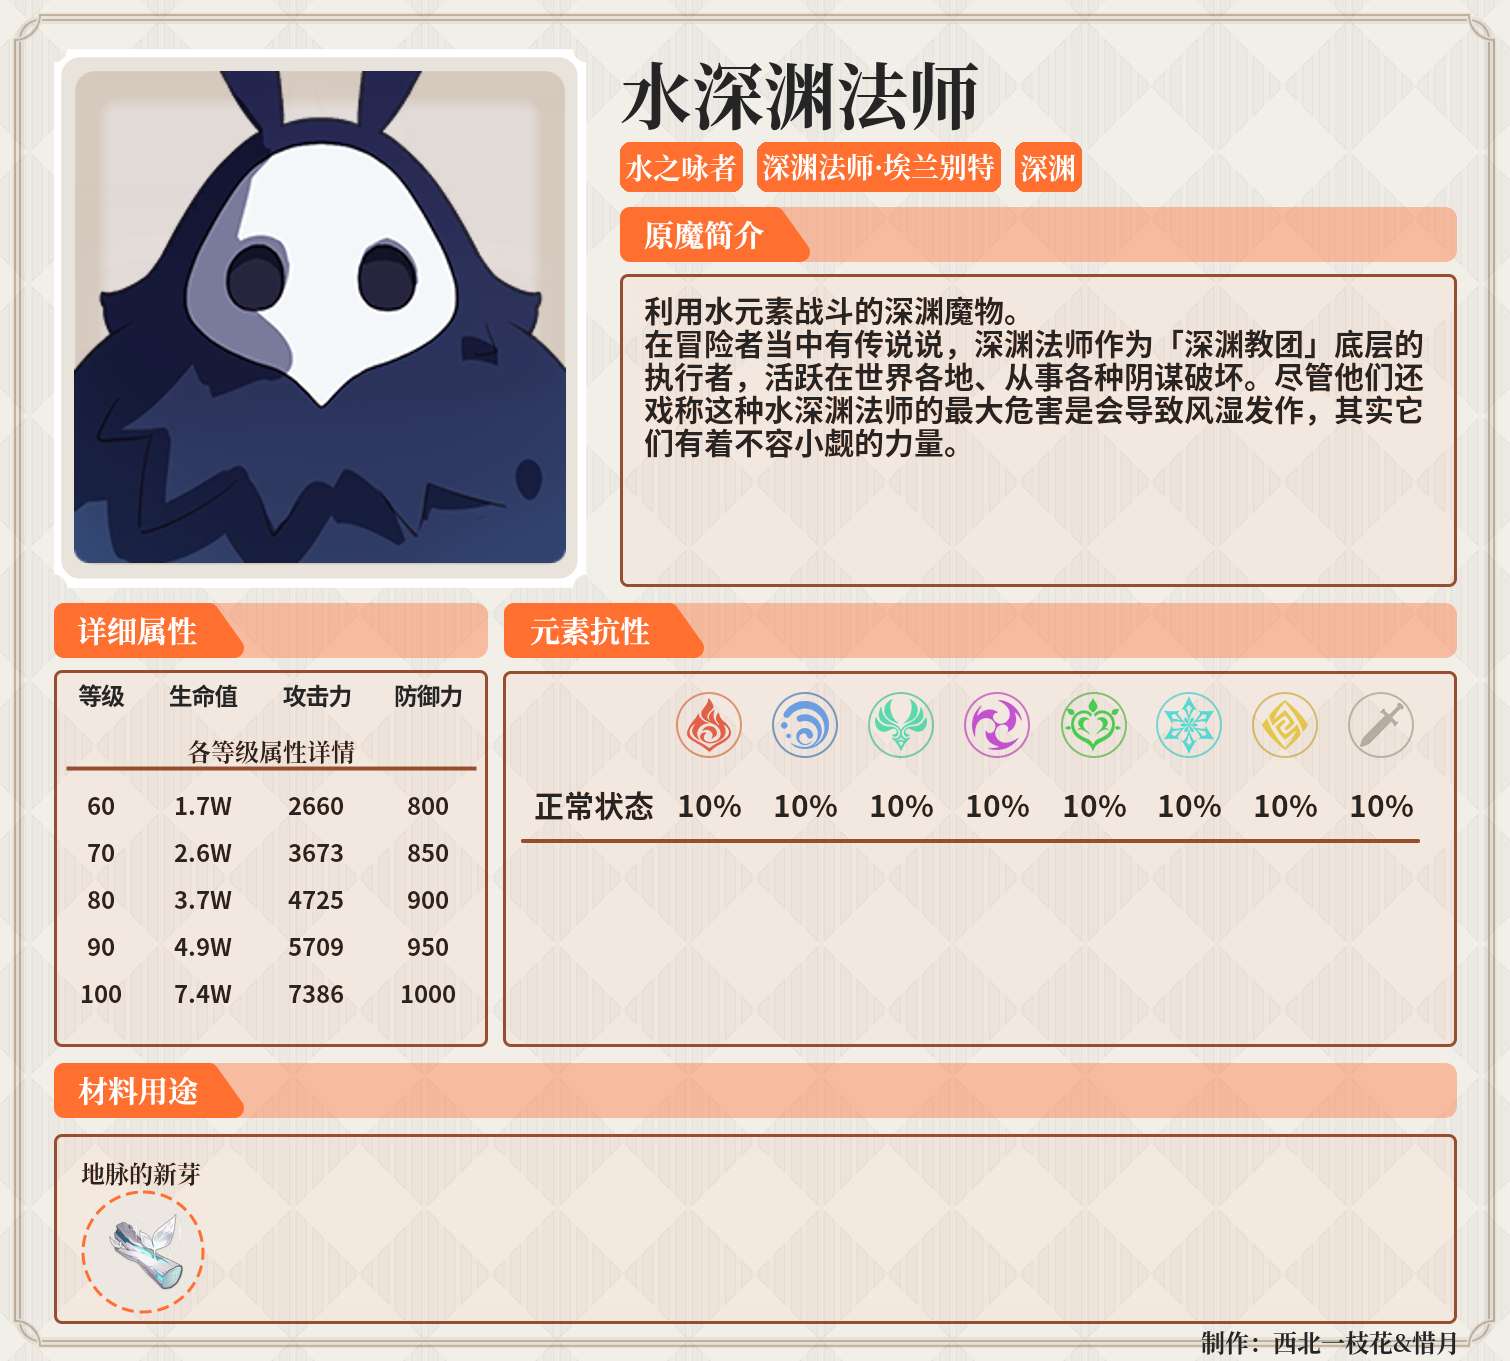 水深渊法师
水之咏者 深渊法师·埃兰别特 深渊
原魔简介
利用水元素战斗的深渊魔物。
在冒险者当中有传说说，深渊法师作为「深渊教团」底层的
执行者，活跃在世界各地、从事各种阴谋破坏。尽管他们还
戏称这种水深渊法师的最大危害是会导致风湿发作，其实它
们有着不容小觑的力量。
详细属性
等级 生命值 攻击力 防御力
各等级属性详情
60 1.7W 2660 800
70 2.6W 3673 850
80 3.7W 4725 900
90 4.9W 5709 950
100 7.4W 7386 1000
元素抗性
正常状态 10% 10% 10% 10% 10% 10% 10% 10%
材料用途
地脉的新芽
制作：西北一枝花&惜月